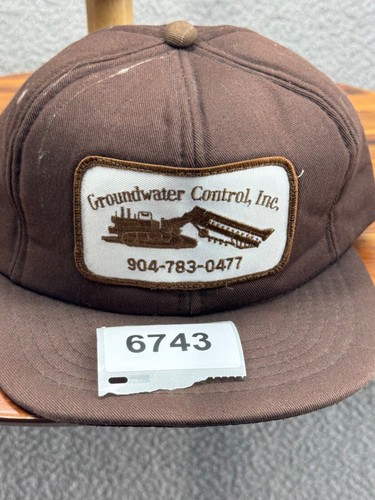 Groundwater Control, Inc.
904-783-0477
6743